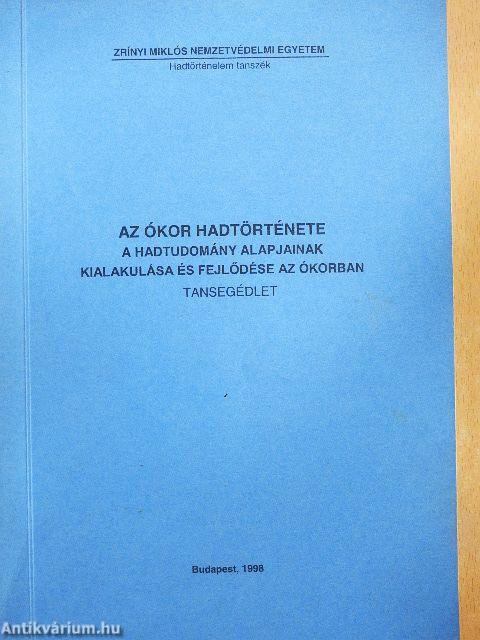 ZRÍNYI MIKLÓS NEMZETVÉDELMI EGYETEM
Hadtörténelem tanszék
AZ ÓKOR HADTÖRTÉNETE
A HADTUDOMÁNY ALAPJAINAK
KIALAKULÁSA ÉS FEJLŐDÉSE AZ ÓKORBAN
TANSEGÉDLET
Budapest, 1998
Antikvárium.hu